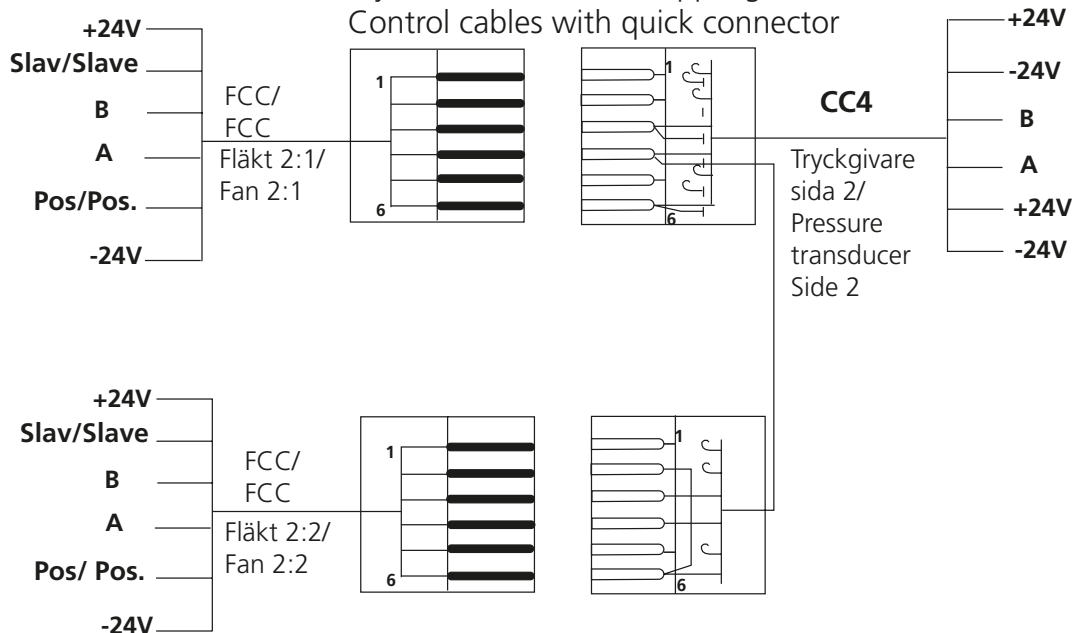 Control cables with quick connector
+24V
Slav/Slave
B
A
Pos/Pos.
-24V
FCC/
FCC
Fläkt 2:1/
Fan 2:1
1
6
1
6
CC4
Tryckgivare
sida 2/
Pressure
transducer
Side 2
+24V
-24V
B
A
+24V
-24V
+24V
Slav/Slave
B
A
Pos/ Pos.
-24V
FCC/
FCC
Fläkt 2:2/
Fan 2:2
1
6
1
6